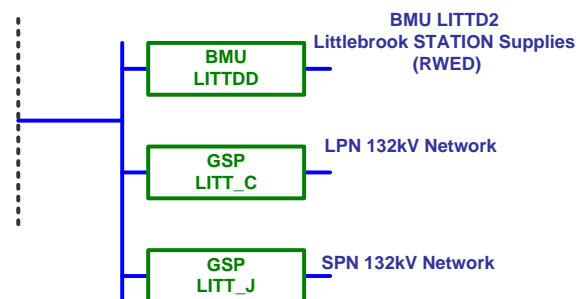 BMU LITTD2
Littlebrook STATION Supplies
(RWED)
BMU
LITTDD
GSP
LITT_C
LPN 132kV Network
GSP
LITT_J
SPN 132kV Network